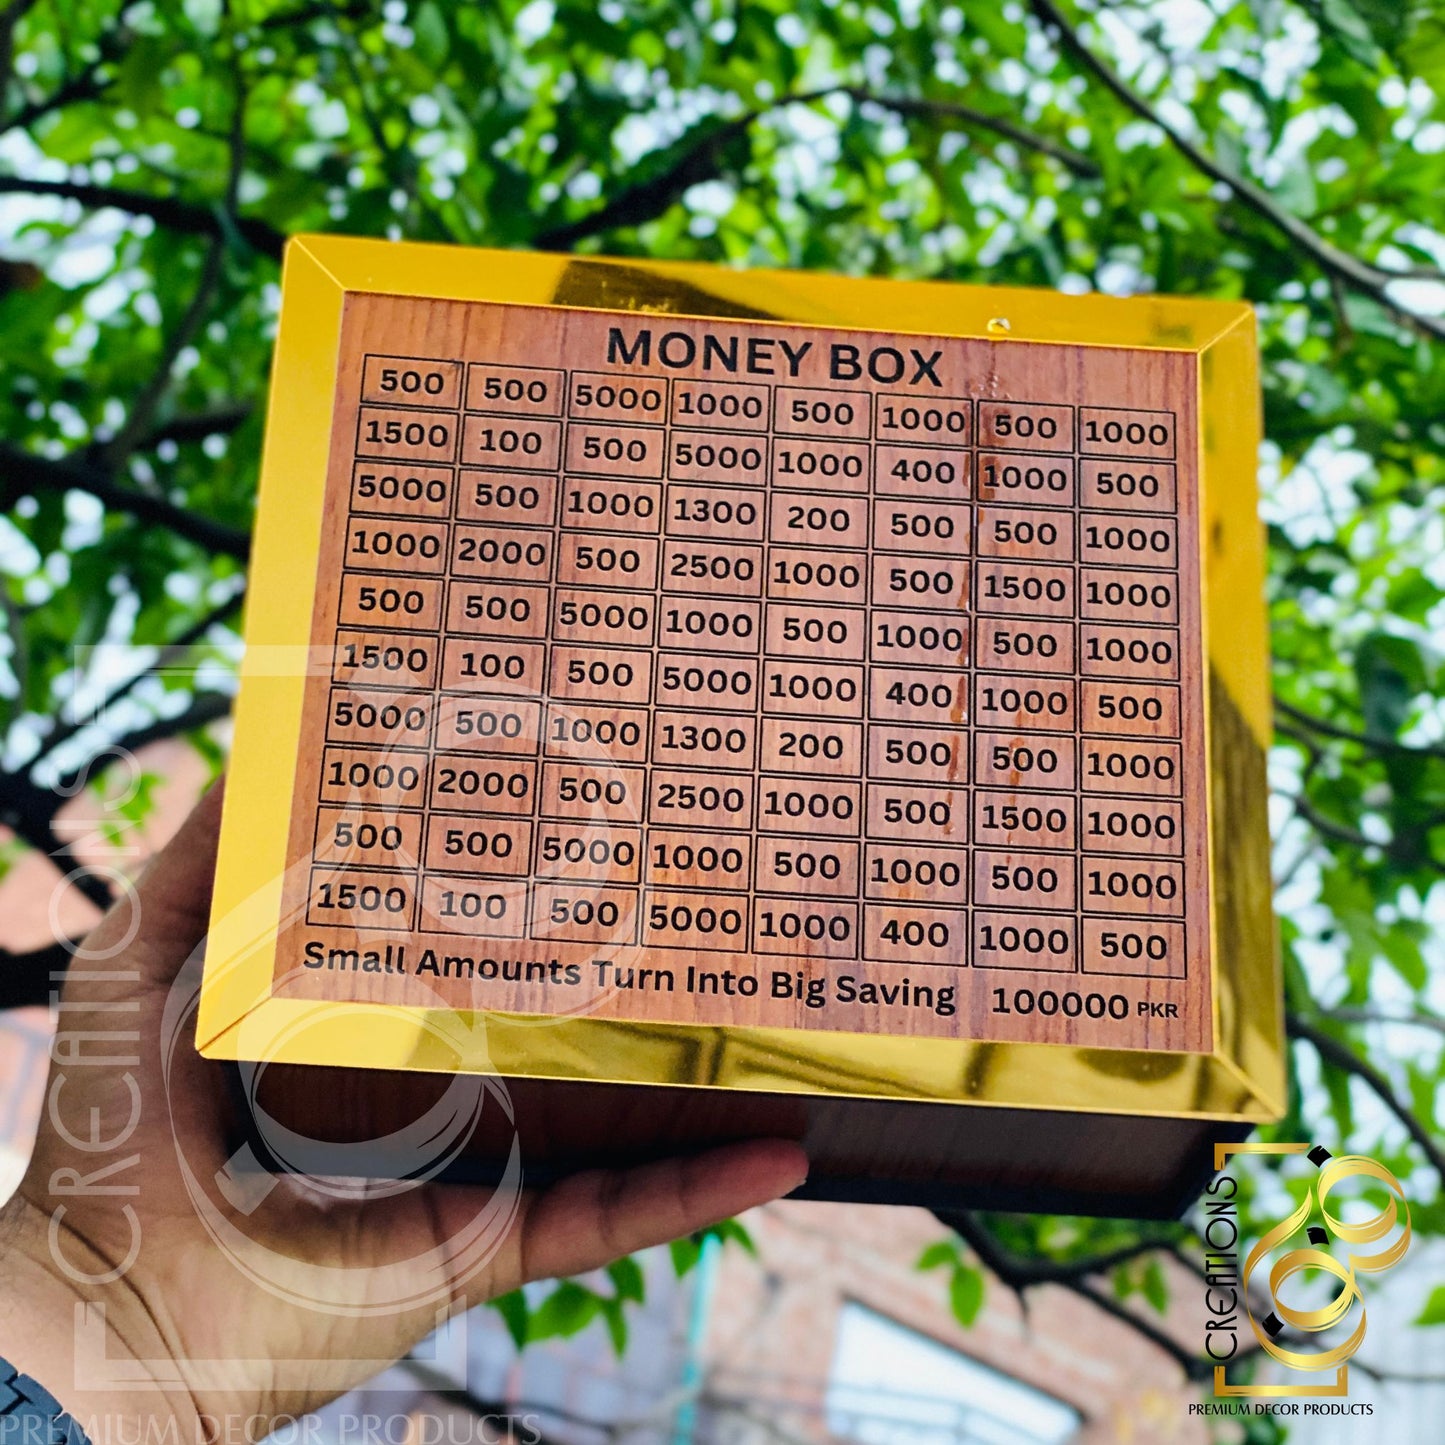 MONEY BOX
500 500 5000 1000 500 1000 500 1000
1500 100 500 5000 1000 400 1000 500
5000 500 1000 1300 200 500 500 1000
1000 2000 500 2500 1000 500 1500 1000
500 500 5000 1000 500 1000 500 1000
1500 100 500 5000 1000 400 1000 500
5000 500 1000 1300 200 500 500 1000
1000 2000 500 2500 1000 500 1500 1000
500 500 5000 1000 500 1000 500 1000
1500 100 500 5000 1000 400 1000 500
Small Amounts Turn Into Big Saving 100000 PKR
CREATIONS
PREMIUM DECOR PRODUCTS
CREATIONS
PREMIUM DECOR PRODUCTS